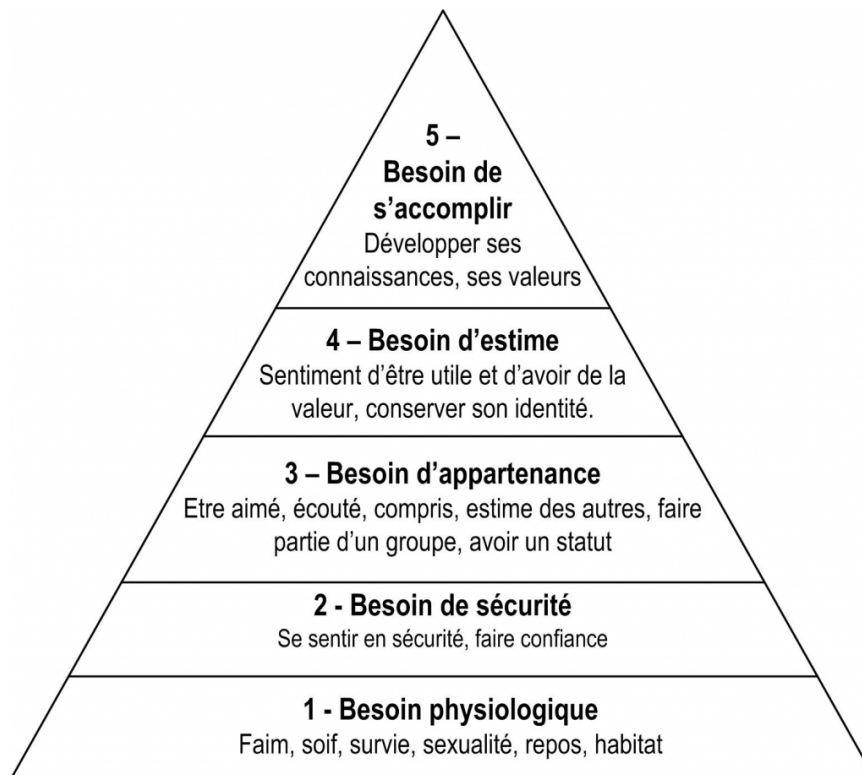 5 –
Besoin de
s’accomplir
Développer ses
connaissances, ses valeurs
4 – Besoin d’estime
Sentiment d’être utile et d’avoir de la
valeur, conserver son identité.
3 – Besoin d’appartenance
Etre aimé, écouté, compris, estime des autres, faire
partie d’un groupe, avoir un statut
2 - Besoin de sécurité
Se sentir en sécurité, faire confiance
1 - Besoin physiologique
Faim, soif, survie, sexualité, repos, habitat